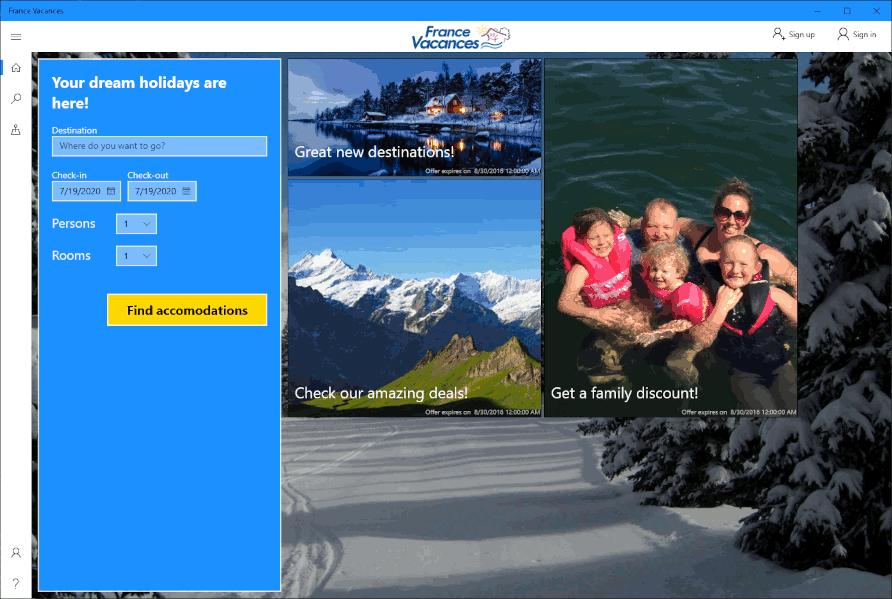 France Vacances
France
Vacances
Sign up
Sign in
Your dream holidays are
here!
Destination
Where do you want to go?
Check-in
Check-out
7/19/2020
7/19/2020
Persons
1
Rooms
1
Find accomodations
Great new destinations!
Offer expires on 8/30/2016 12:00:00 AM
Check our amazing deals!
Offer expires on 8/30/2016 12:00:00 AM
Get a family discount!
Offer expires on 8/30/2016 12:00:00 AM